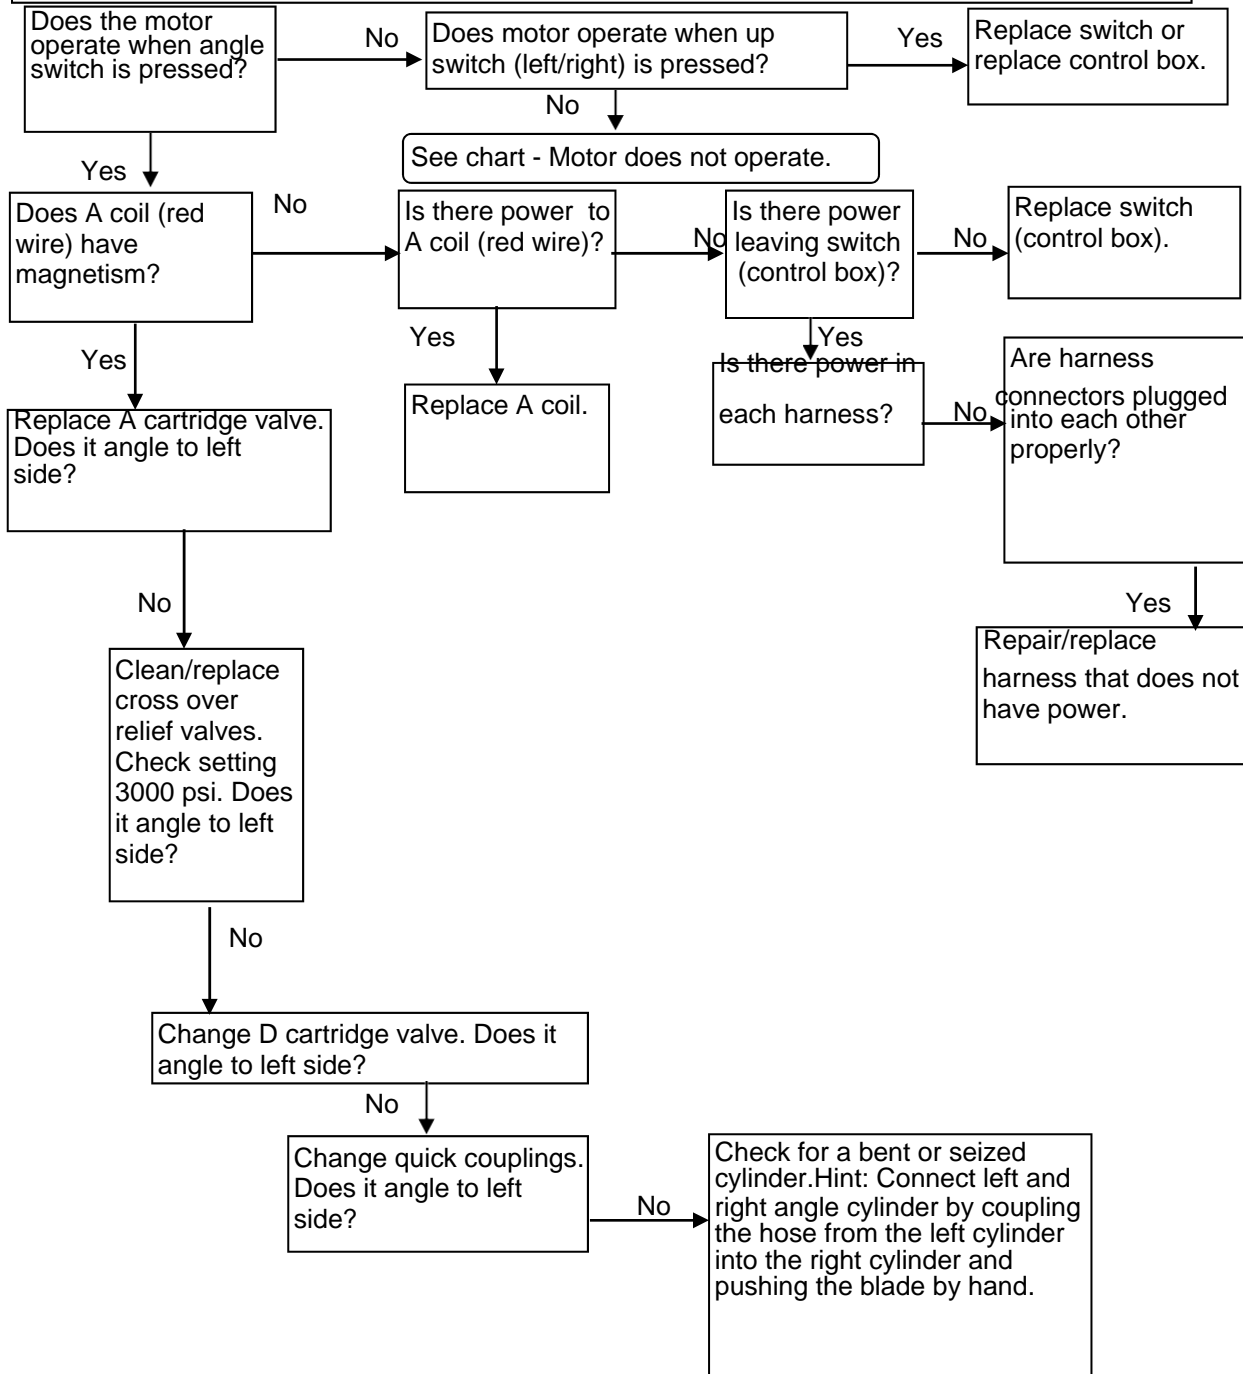 Does the motor
operate when angle
switch is pressed?
No
Does motor operate when up
switch (left/right) is pressed?
Yes
Replace switch or
replace control box.
No
See chart - Motor does not operate.
Yes
Does A coil (red
wire) have
magnetism?
No
Is there power  to
A coil (red wire)?
No
Is there power
leaving switch
(control box)?
No
Replace switch
(control box).
Yes
Yes
Yes
Replace A cartridge valve.
Does it angle to left
side?
Replace A coil.
Is there power in
each harness?
No
Are harness
connectors plugged
into each other
properly?
No
Yes
Clean/replace
cross over
relief valves.
Check setting
3000 psi. Does
it angle to left
side?
Repair/replace
harness that does not
have power.
No
Change D cartridge valve. Does it
angle to left side?
No
Change quick couplings.
Does it angle to left
side?
No
Check for a bent or seized
cylinder.Hint: Connect left and
right angle cylinder by coupling
the hose from the left cylinder
into the right cylinder and
pushing the blade by hand.